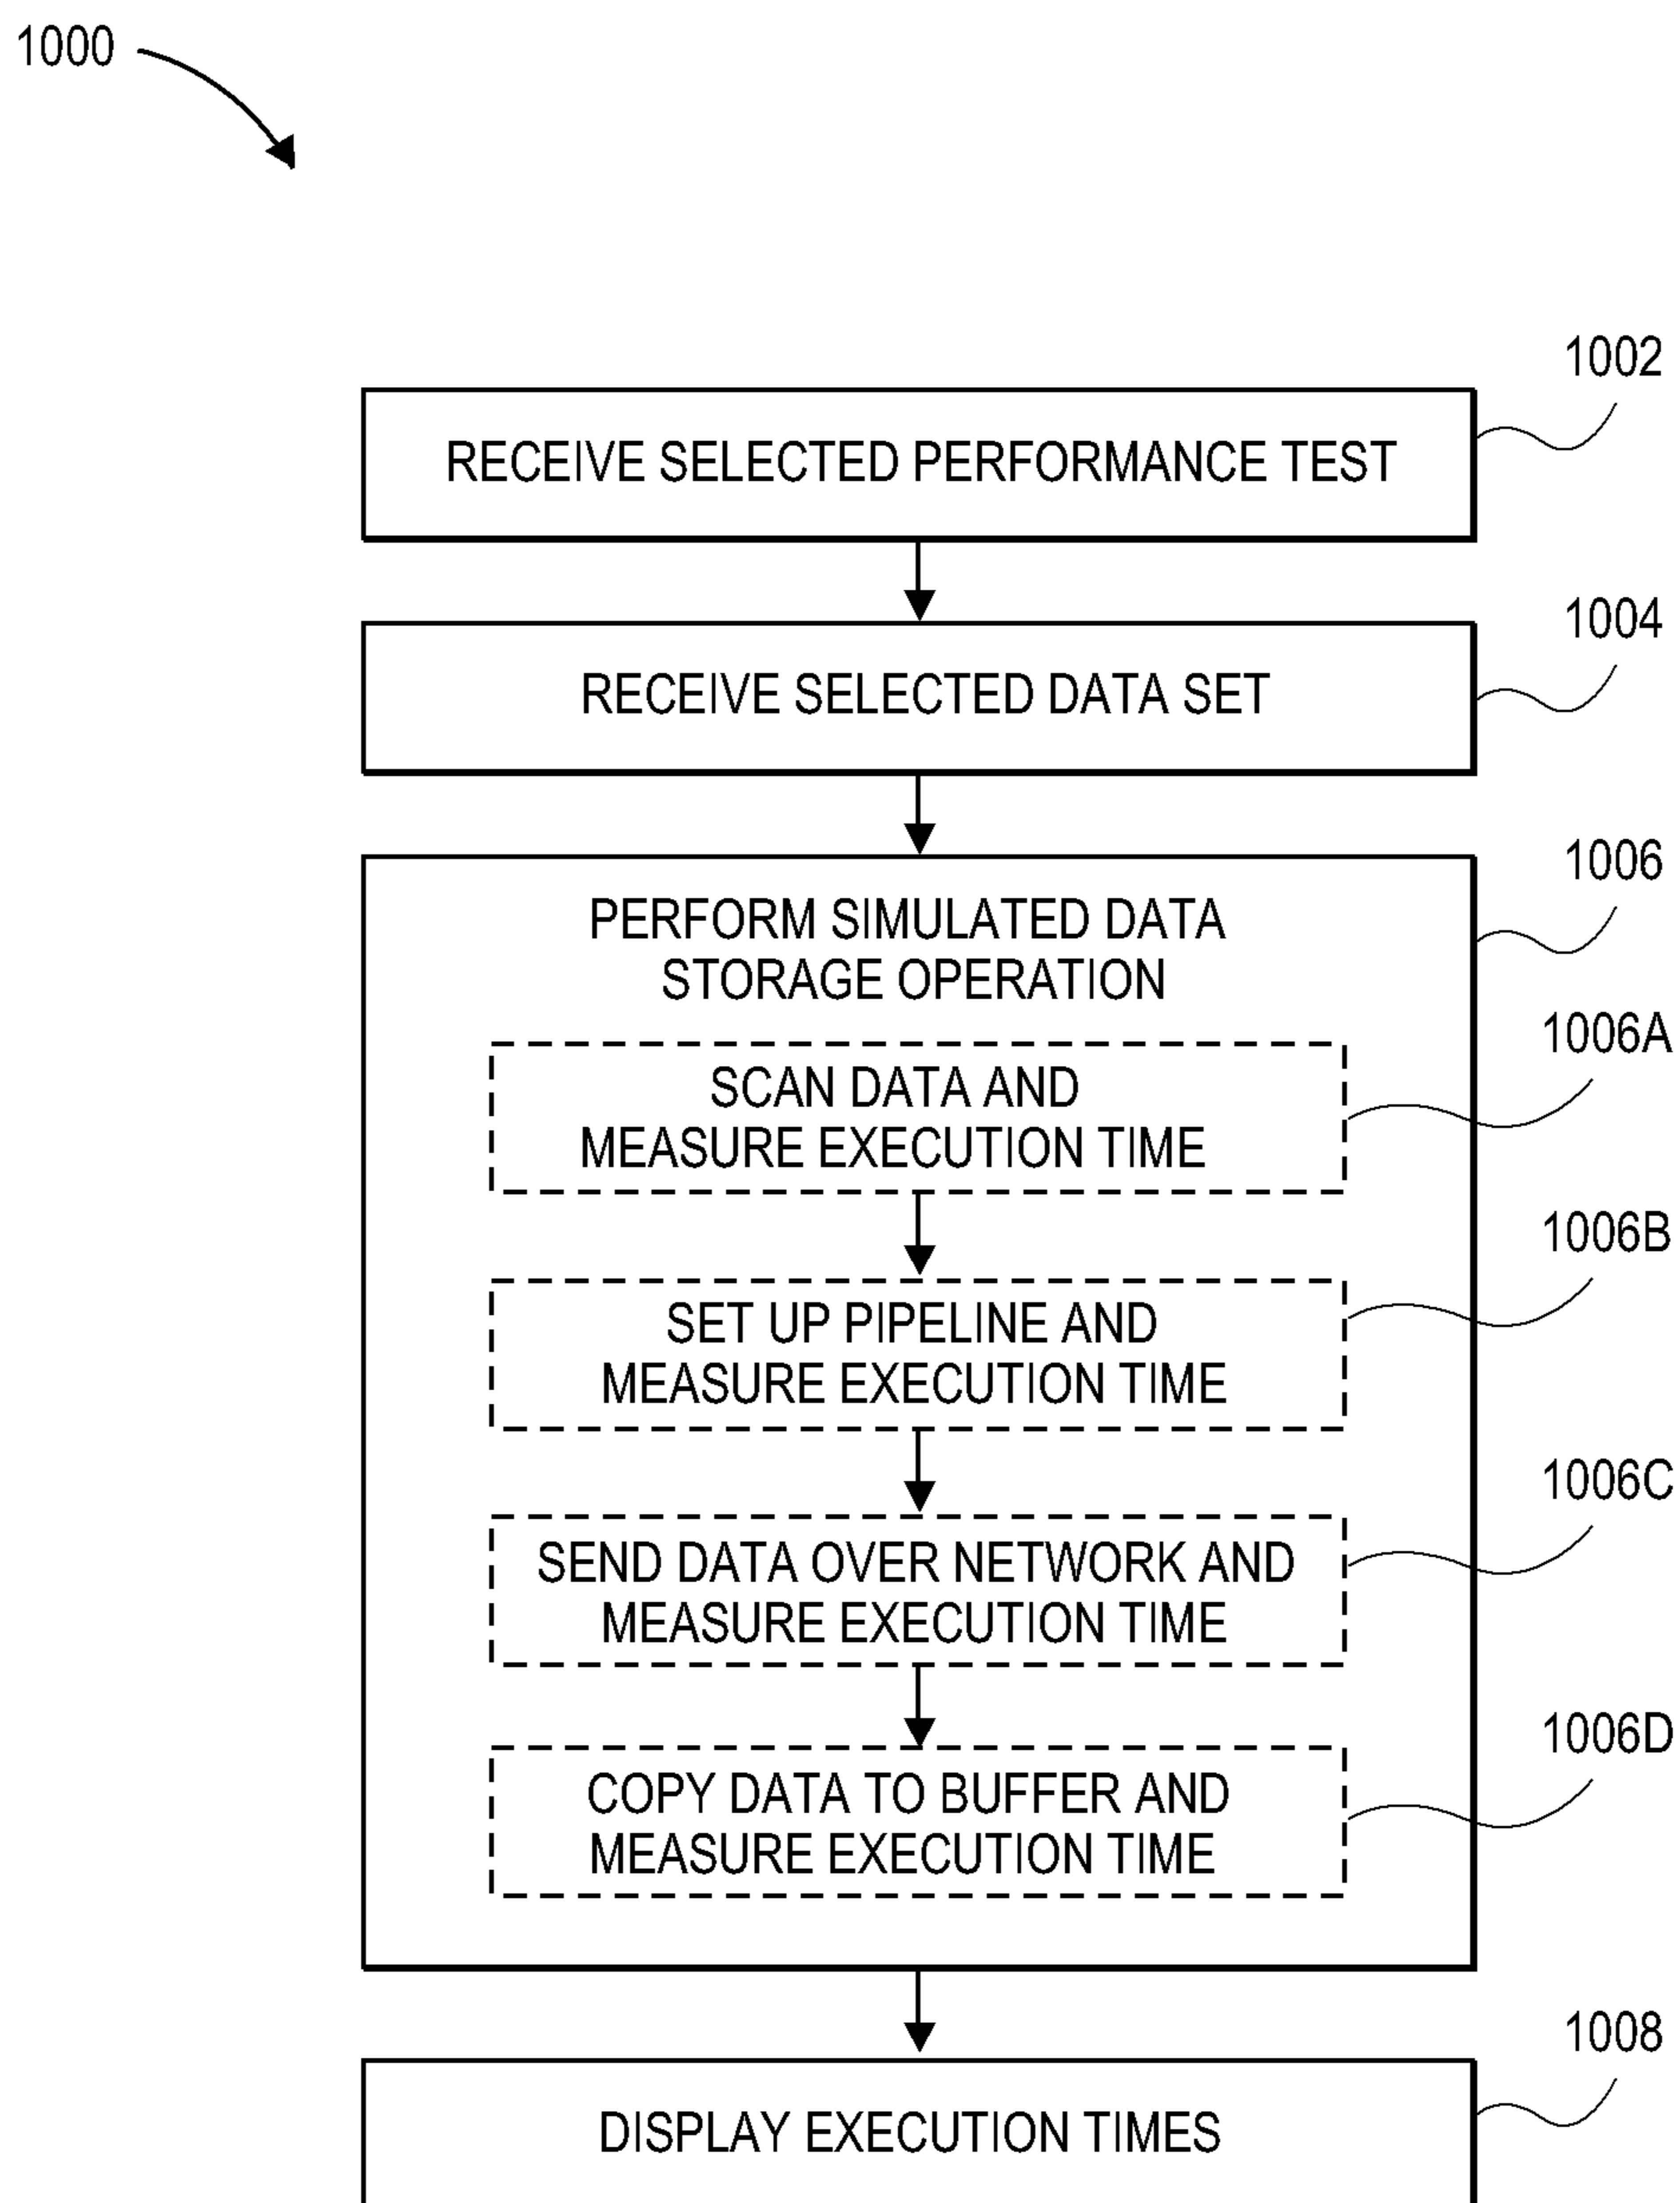 1000
1002
RECEIVE SELECTED PERFORMANCE TEST
1004
RECEIVE SELECTED DATA SET
1006
PERFORM SIMULATED DATA
STORAGE OPERATION
1006A
SCAN DATA AND
MEASURE EXECUTION TIME
1006B
SET UP PIPELINE AND
MEASURE EXECUTION TIME
1006C
SEND DATA OVER NETWORK AND
MEASURE EXECUTION TIME
1006D
COPY DATA TO BUFFER AND
MEASURE EXECUTION TIME
1008
DISPLAY EXECUTION TIMES